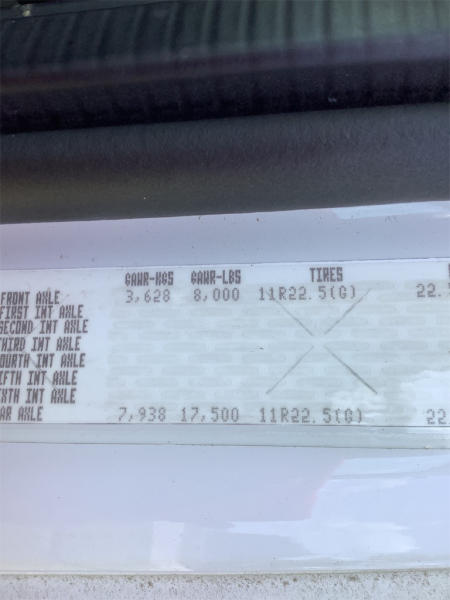 GAWR-KGS GAWR-LBS TIRES
FRONT AXLE 3,628 8,000 11R22.5(G) 22.
FIRST INT AXLE
SECOND INT AXLE
THIRD INT AXLE
OURTH INT AXLE
IFTH INT AXLE
IXTH INT AXLE
AR AXLE 7,938 17,500 11R22.5(G) 22